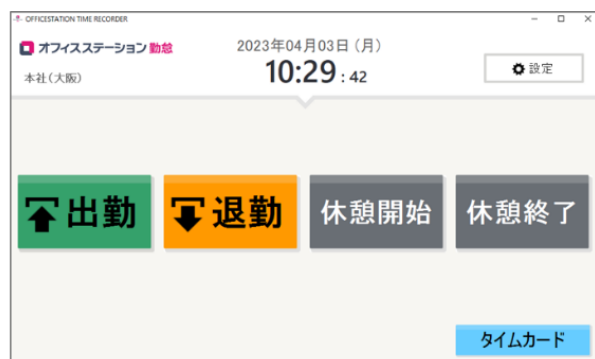 OFFICESTATION TIME RECORDER
オフィスステーション 勤怠
本社(大阪)
2023年04月03日(月)
10:29:42
設定
出勤
退勤
休憩開始
休憩終了
タイムカード